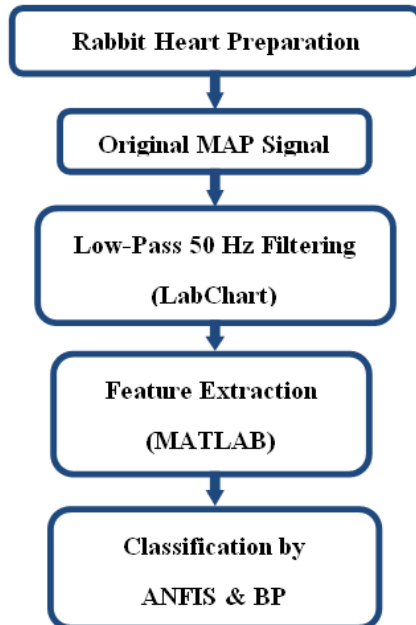 Rabbit Heart Preparation
Original MAP Signal
Low-Pass 50 Hz Filtering
(LabChart)
Feature Extraction
(MATLAB)
Classification by
ANFIS & BP